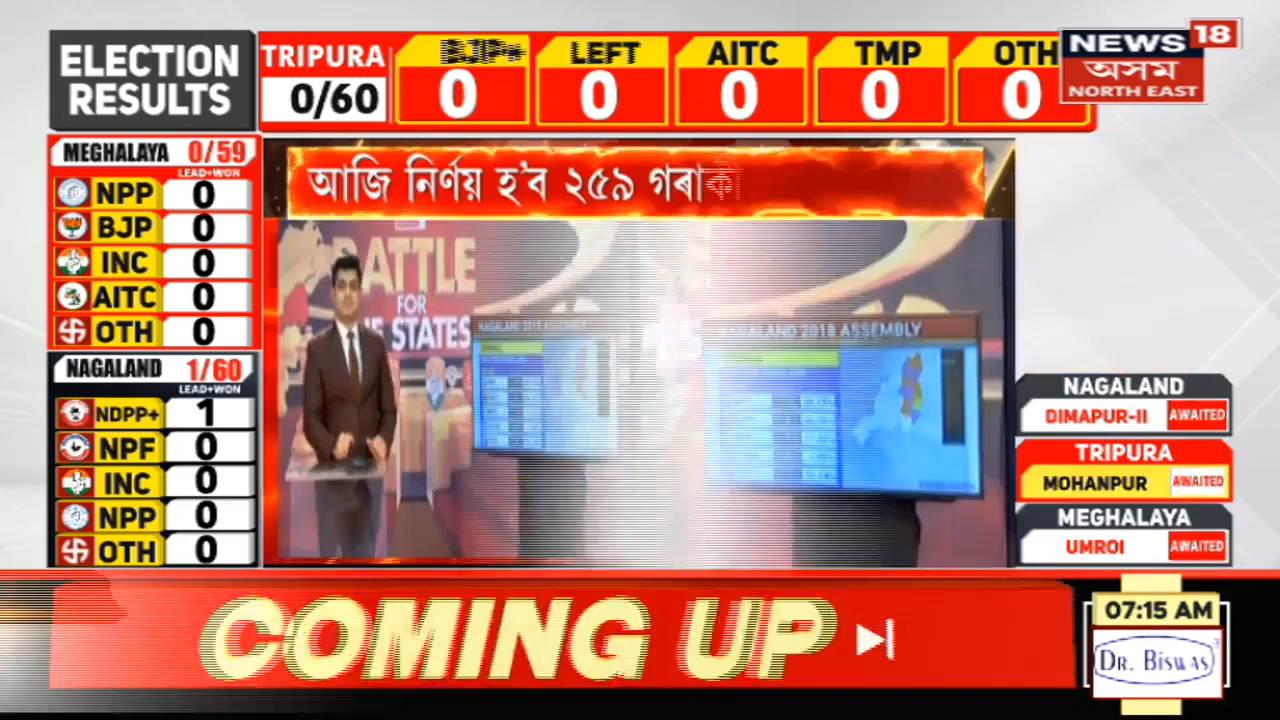 ELECTION RESULTS
TRIPURA
0/60
BJP+
0
LEFT
0
AITC
0
TMP
0
OTH
0
NEWS 18
অসম
NORTH EAST
MEGHALAYA 0/59
LEAD+WON
NPP 0
BJP 0
INC 0
AITC 0
OTH 0
NAGALAND 1/60
LEAD+WON
NDPP+ 1
NPF 0
INC 0
NPP 0
OTH 0
আজি নিৰ্ণয় হ'ব ২৫৯ গৰাকী
BATTLE
FOR
STATES
NAGALAND 2018 ASSEMBLY
NAGALAND 2018 ASSEMBLY
NAGALAND
DIMAPUR-II AWAITED
TRIPURA
MOHANPUR AWAITED
MEGHALAYA
UMROI AWAITED
COMING UP
07:15 AM
DR. BISWAS